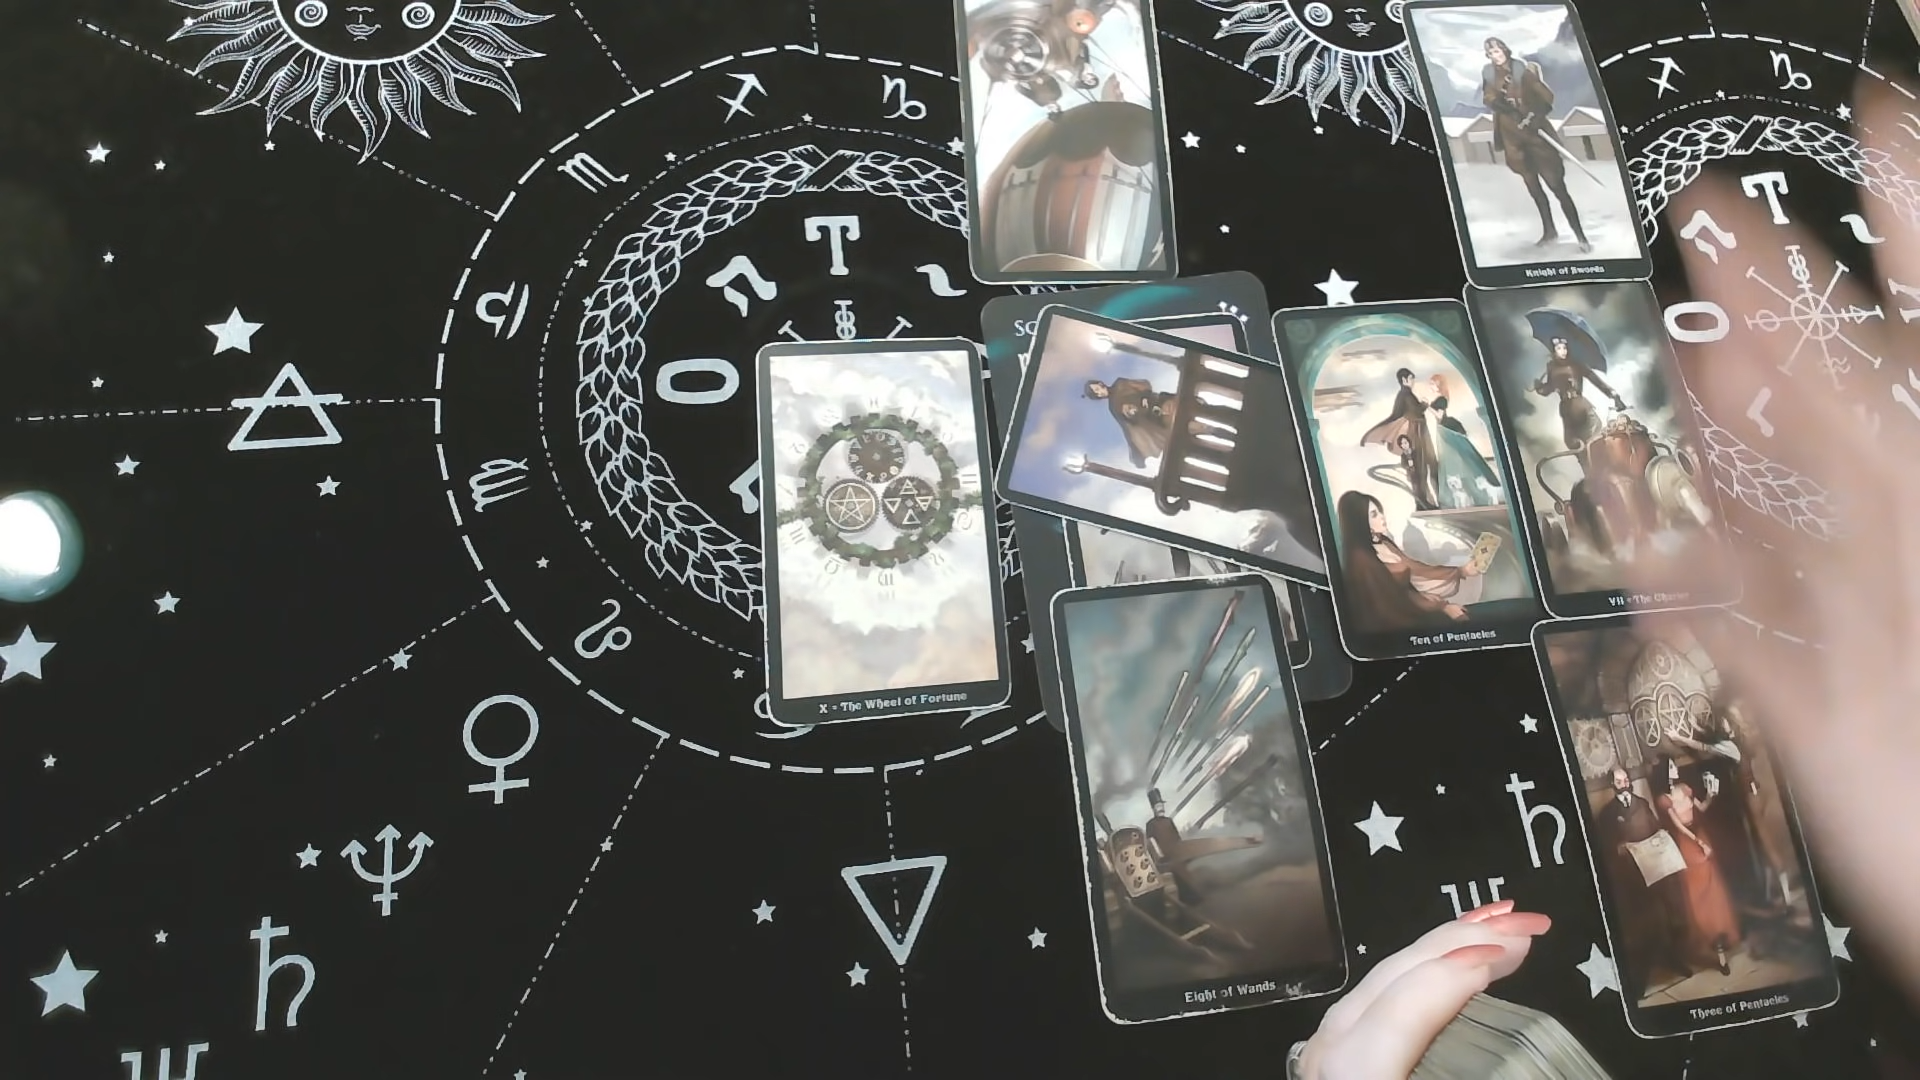 Knight of Swords
Sc
X - The Wheel of Fortune
Ten of Pentacles
VII - The Chariot
Eight of Wands
Three of Pentacles